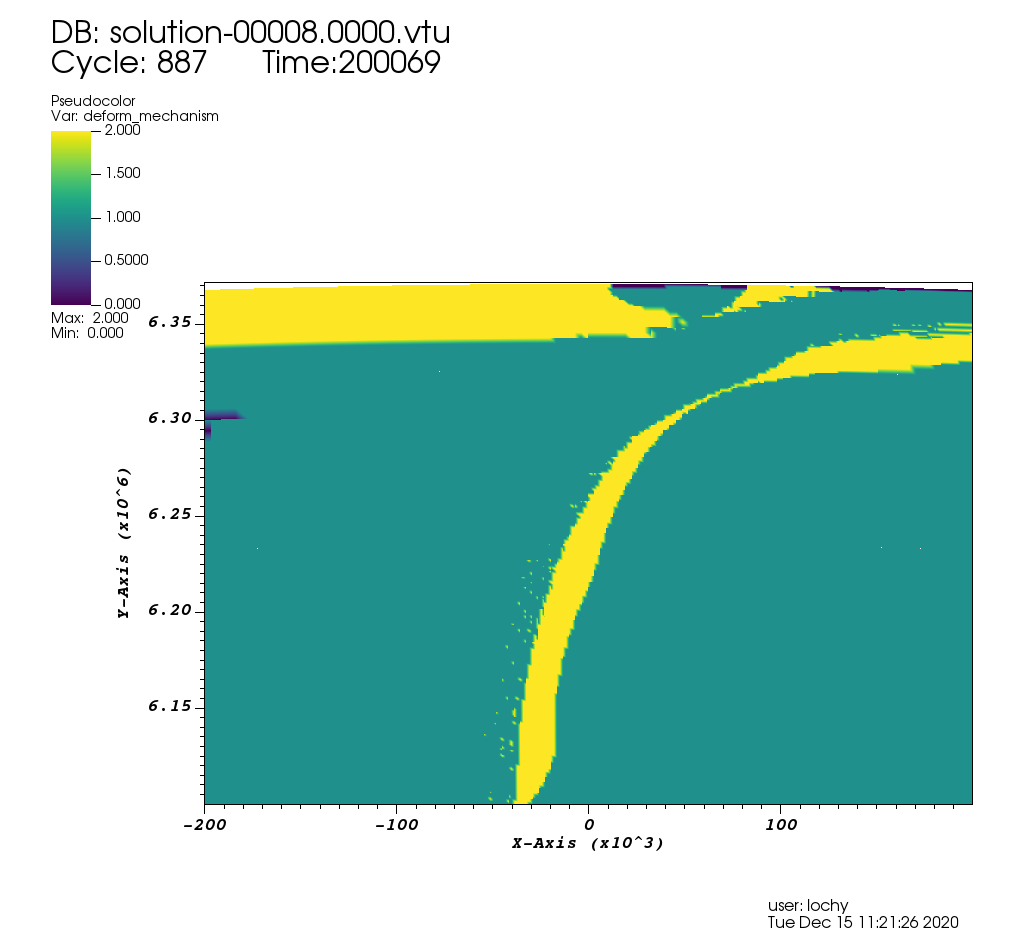 DB: solution-00008.0000.vtu
Cycle: 887 Time:200069
Pseudocolor
Var: deform_mechanism
2.000
1.500
1.000
0.5000
0.000
Max: 2.000
Min: 0.000
6.35
6.30
6.25
6.20
6.15
Y-Axis (x10^6)
-200
-100
0
100
X-Axis (x10^3)
user: lochy
Tue Dec 15 11:21:26 2020